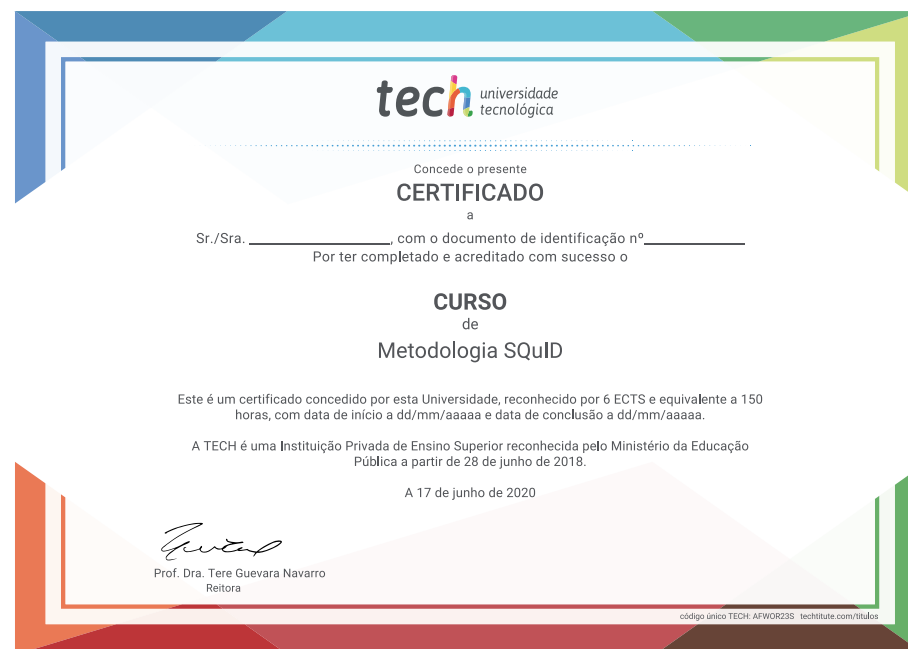 tech universidade
tecnológica
Concede o presente
CERTIFICADO
a
Sr./Sra. ____________________, com o documento de identificação nº______________
Por ter completado e acreditado com sucesso o
CURSO
de
Metodologia SQuID
Este é um certificado concedido por esta Universidade, reconhecido por 6 ECTS e equivalente a 150
horas, com data de início a dd/mm/aaaaa e data de conclusão a dd/mm/aaaaa.
A TECH é uma Instituição Privada de Ensino Superior reconhecida pelo Ministério da Educação
Pública a partir de 28 de junho de 2018.
A 17 de junho de 2020
Prof. Dra. Tere Guevara Navarro
Reitora
código único TECH: AFWOR23S techtitute.com/titulos